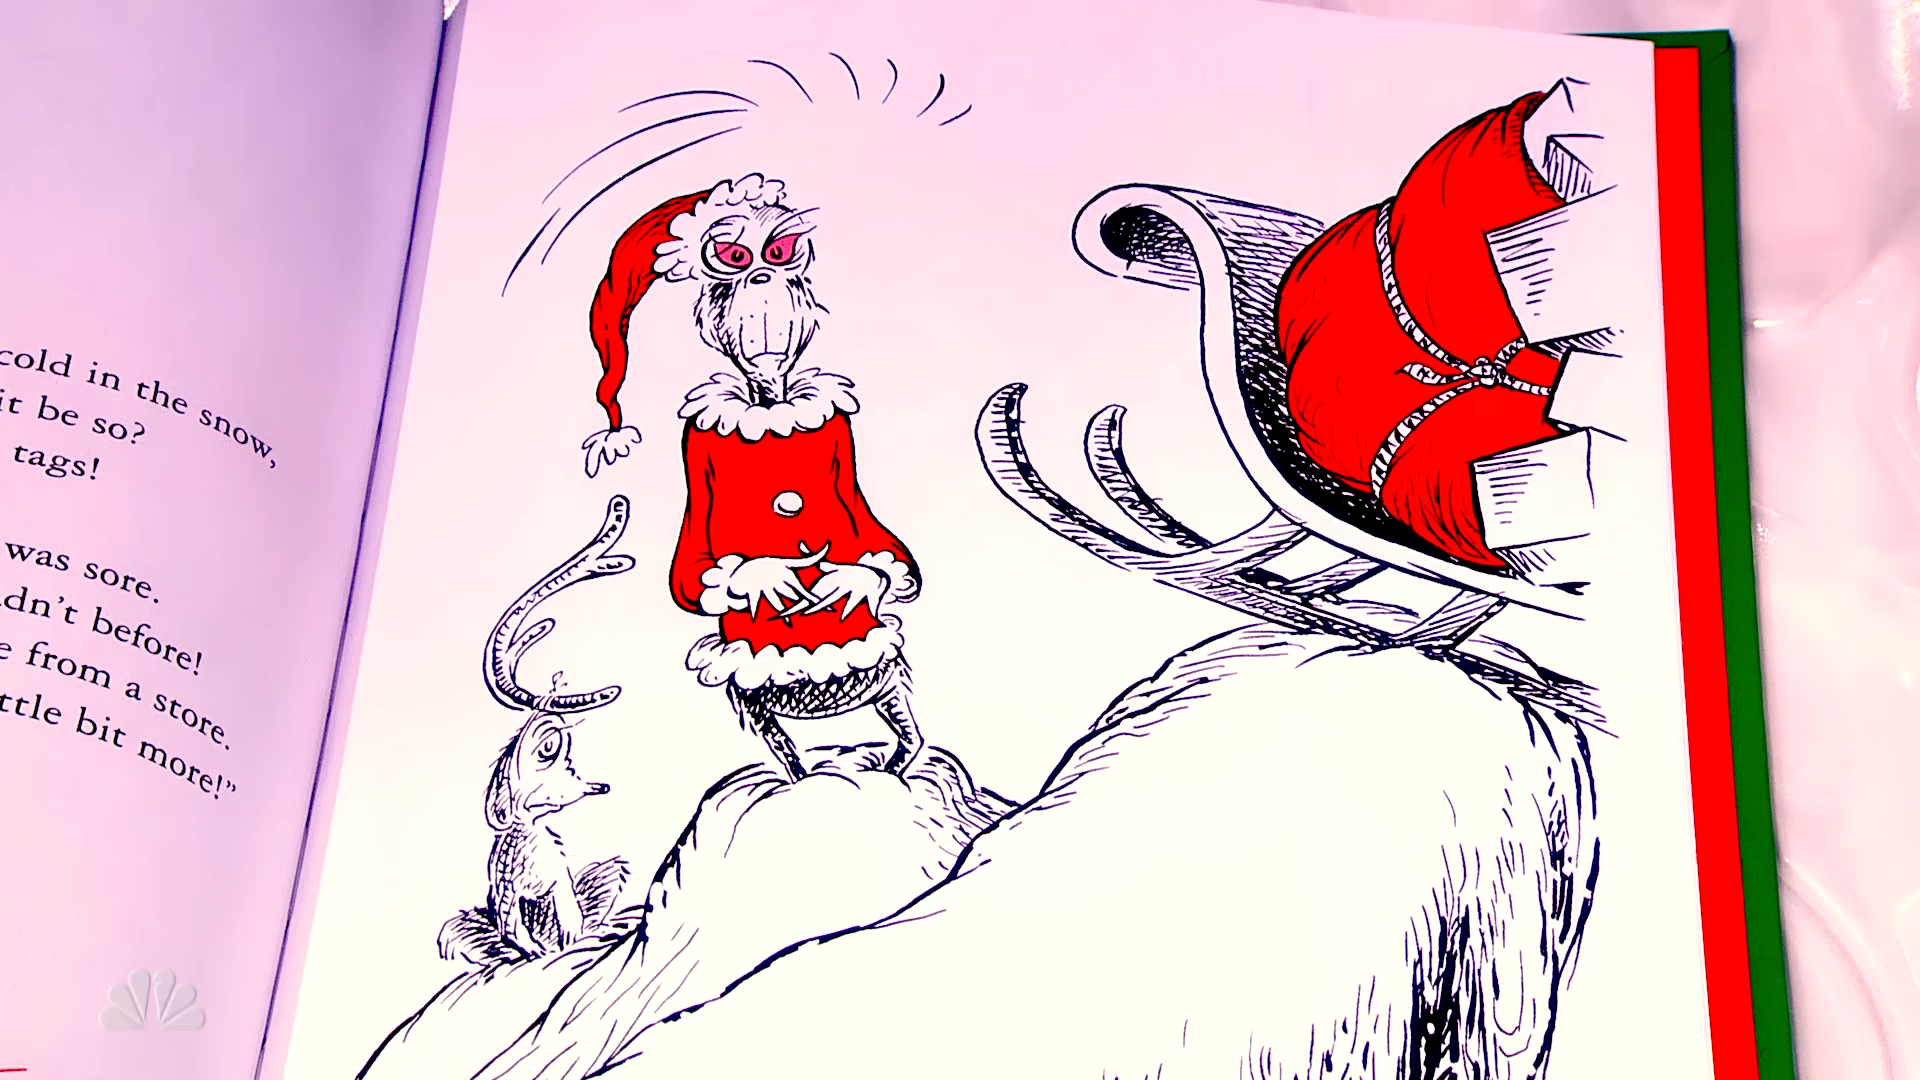 cold in the snow,
it be so?
tags!
was sore.
dn't before!
from a store.
ttle bit more!"